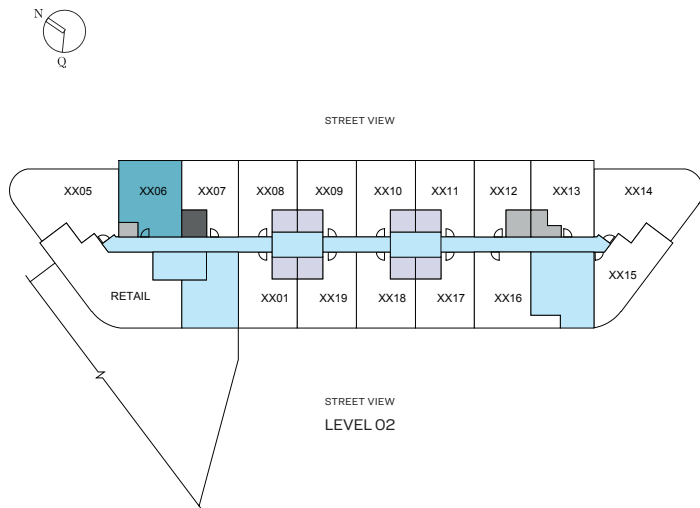 N
Q
STREET VIEW
XX05 XX06 XX07 XX08 XX09 XX10 XX11 XX12 XX13 XX14
XX15
RETAIL XX01 XX19 XX18 XX17 XX16
STREET VIEW
LEVEL 02